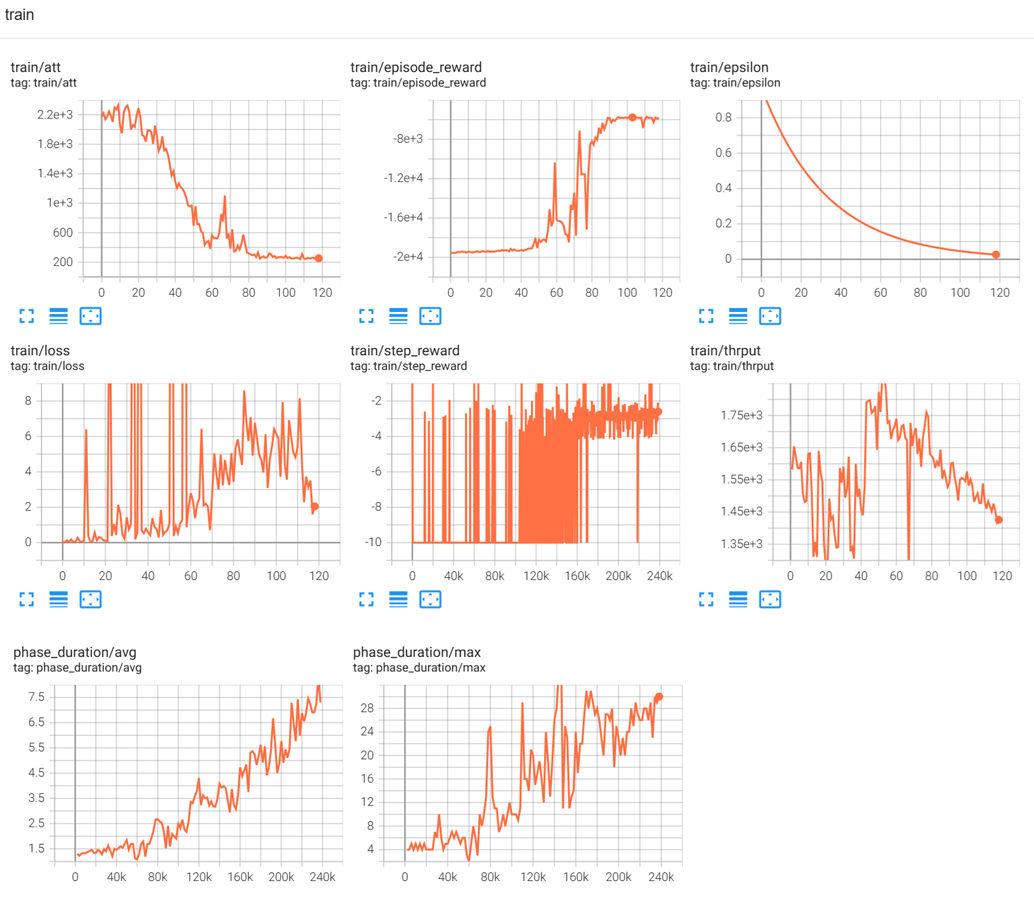 train
train/att
tag: train/att
2.2e+3
1.8e+3
1.4e+3
1e+3
600
200
0 20 40 60 80 100 120
train/episode_reward
tag: train/episode_reward
-8e+3
-1.2e+4
-1.6e+4
-2e+4
0 20 40 60 80 100 120
train/epsilon
tag: train/epsilon
0.8
0.6
0.4
0.2
0
0 20 40 60 80 100 120
train/loss
tag: train/loss
8
6
4
2
0
0 20 40 60 80 100 120
train/step_reward
tag: train/step_reward
-2
-4
-6
-8
-10
0 40k 80k 120k 160k 200k 240k
train/thrput
tag: train/thrput
1.75e+3
1.65e+3
1.55e+3
1.45e+3
1.35e+3
0 20 40 60 80 100 120
phase_duration/avg
tag: phase_duration/avg
7.5
6.5
5.5
4.5
3.5
2.5
1.5
0 40k 80k 120k 160k 200k 240k
phase_duration/max
tag: phase_duration/max
28
24
20
16
12
8
4
0 40k 80k 120k 160k 200k 240k